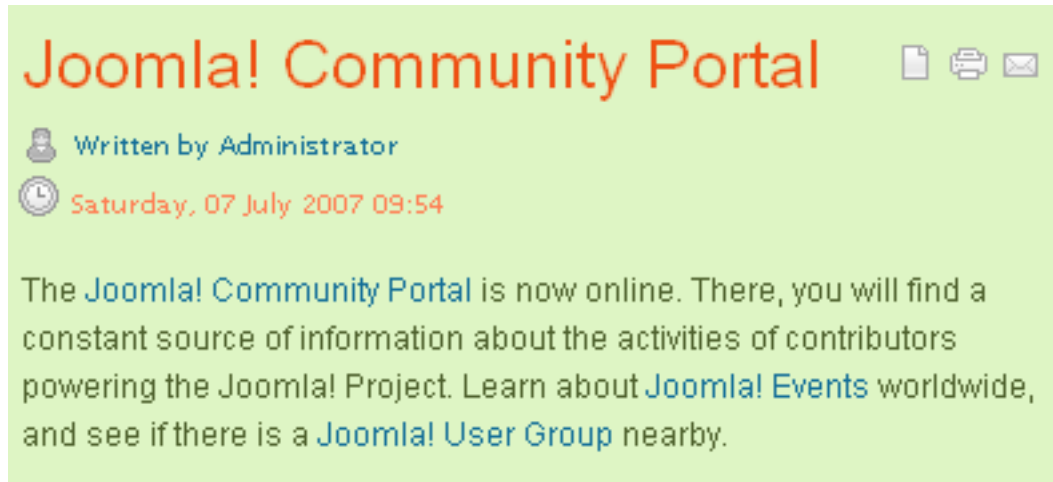 Joomla! Community Portal
Written by Administrator
Saturday, 07 July 2007 09:54
The Joomla! Community Portal is now online. There, you will find a
constant source of information about the activities of contributors
powering the Joomla! Project. Learn about Joomla! Events worldwide,
and see if there is a Joomla! User Group nearby.